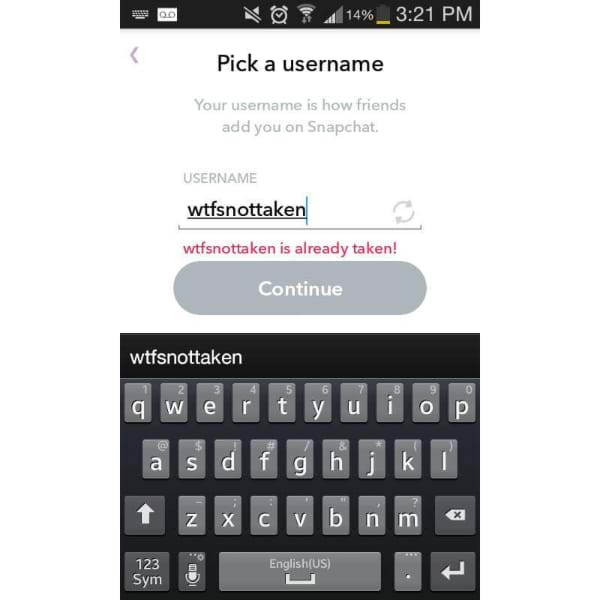 14% 3:21 PM
Pick a username
Your username is how friends
add you on Snapchat.
USERNAME
wtfsnottaken
wtfsnottaken is already taken!
Continue
wtfsnottaken
1 2 3 4 5 6 7 8 9 0
q w e r t y u i o p
@ $ ! # / & * ( )
a s d f g h j k l
- ; : ' " , ?
z x c v b n m
123
Sym
English(US)
.